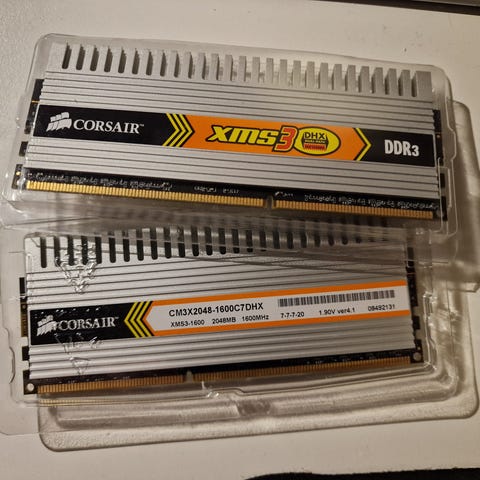 CORSAIR
XMS3
DHX
DDR3
CORSAIR
CM3X2048-1600C7DHX
XMS3-1600 2048MB 1600MHz 7-7-7-20 1.90V ver4.1 09492131